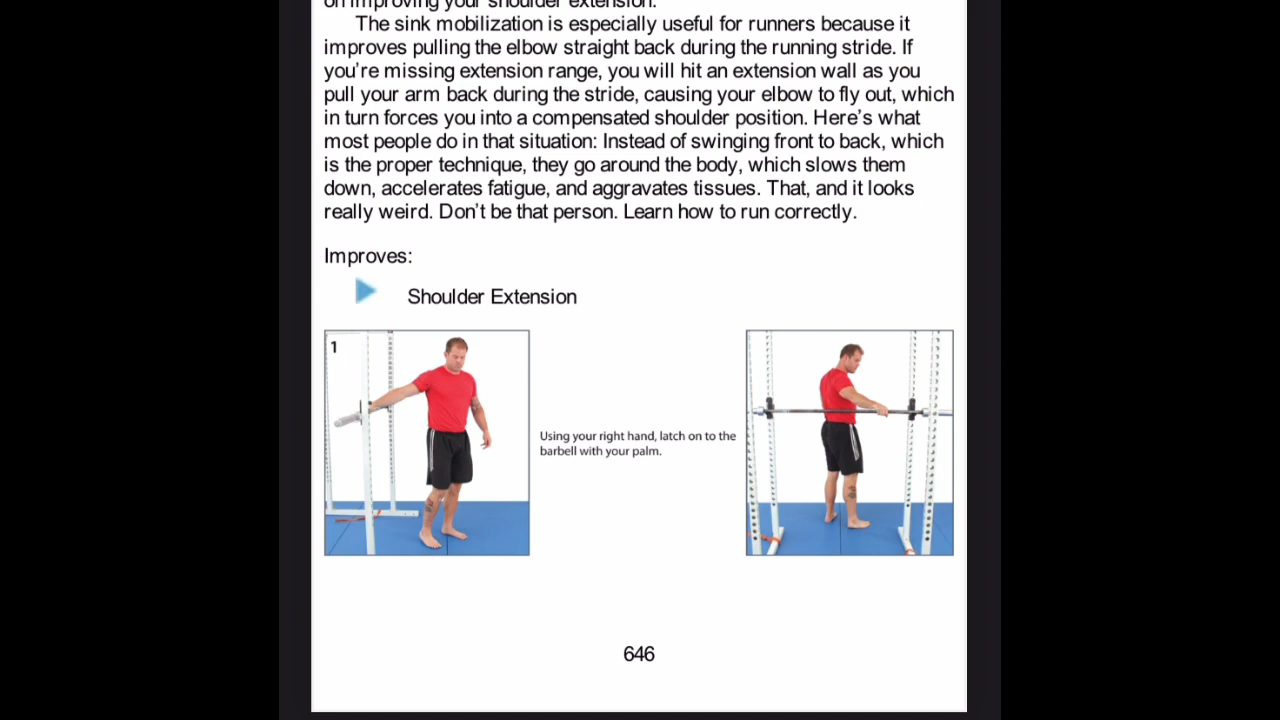 on improving your shoulder extension.
The sink mobilization is especially useful for runners because it
improves pulling the elbow straight back during the running stride. If
you're missing extension range, you will hit an extension wall as you
pull your arm back during the stride, causing your elbow to fly out, which
in turn forces you into a compensated shoulder position. Here's what
most people do in that situation: Instead of swinging front to back, which
is the proper technique, they go around the body, which slows them
down, accelerates fatigue, and aggravates tissues. That, and it looks
really weird. Don't be that person. Learn how to run correctly.
Improves:
Shoulder Extension
1
Using your right hand, latch on to the
barbell with your palm.
646